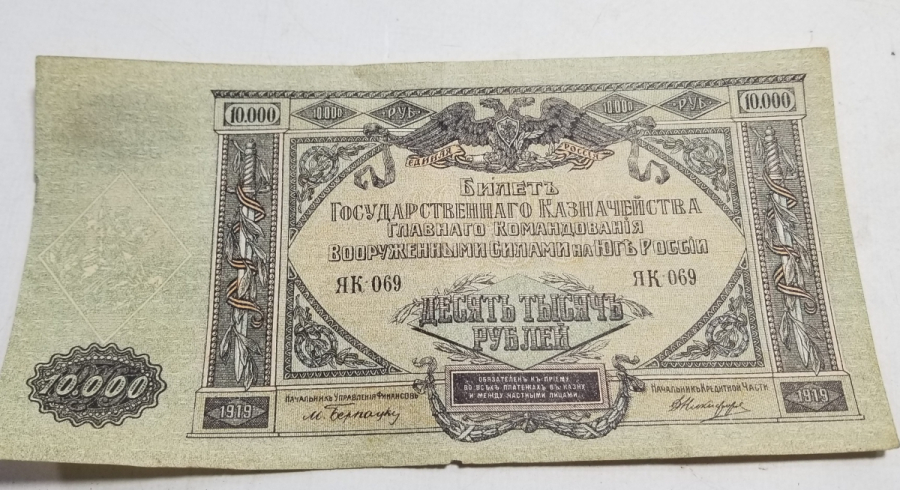 10.000 10.000 РУБ 10.000 РУБ 10.000
ЕДИНАЯ РОССІЯ
БИЛЕТЪ
ГОСУДАРСТВЕННАГО КАЗНАЧЕЙСТВА
ГЛАВНАГО КОМАНДОВАНІЯ
ВООРУЖЕННЫМИ СИЛАМИ НА ЮГѢ РОССІИ
ЯК-069 ЯК 069
ДЕСЯТЬ ТЫСЯЧЪ
РУБЛЕЙ
10.000
ОБЯЗАТЕЛЕНЪ КЪ ПРІЕМУ
ВО ВСѢХЪ ПЛАТЕЖАХЪ ВЪ КАЗНУ
И МЕЖДУ ЧАСТНЫМИ ЛИЦАМИ.
НАЧАЛЬНИКЪ УПРАВЛЕНІЯ ФИНАНСОВЪ НАЧАЛЬНИКЪ КРЕДИТНОЙ ЧАСТИ
1919 1919